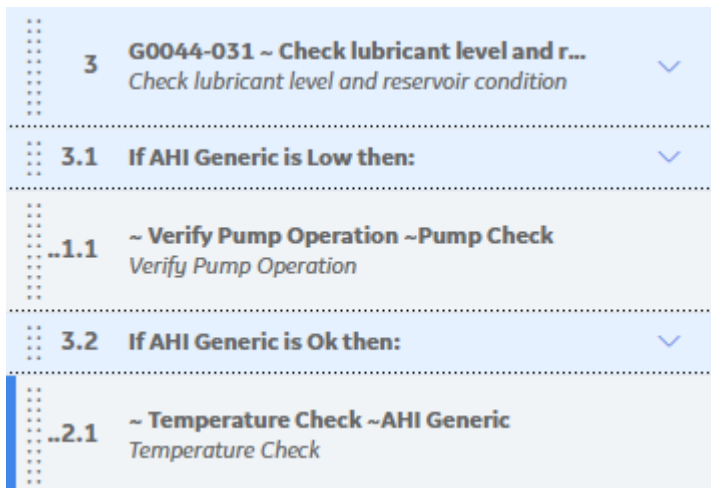 3 G0044-031 ~ Check lubricant level and r...
Check lubricant level and reservoir condition
3.1 If AHI Generic is Low then:
..1.1 ~ Verify Pump Operation ~Pump Check
Verify Pump Operation
3.2 If AHI Generic is Ok then:
..2.1 ~ Temperature Check ~AHI Generic
Temperature Check